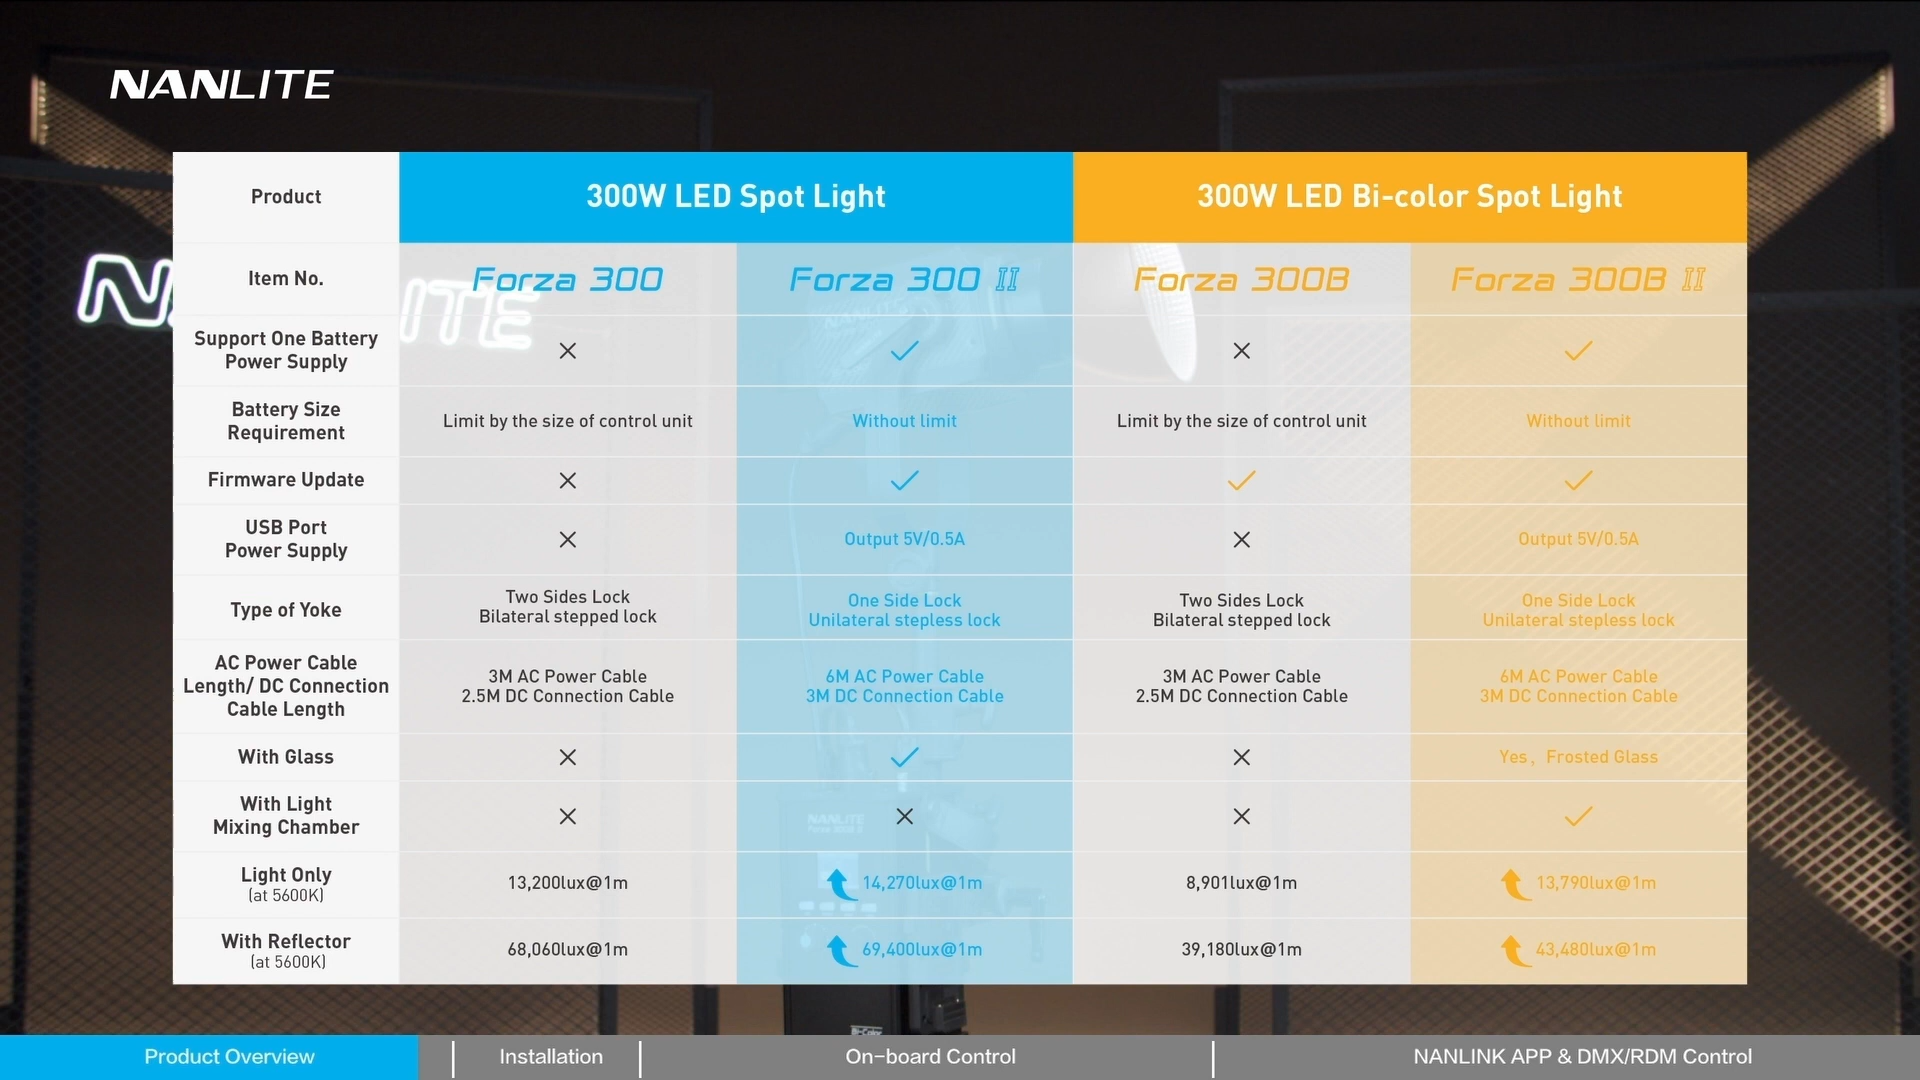 NANLITE
Product
300W LED Spot Light
300W LED Bi-color Spot Light
Item No.
Forza 300
Forza 300 II
Forza 300B
Forza 300B II
Support One Battery
Power Supply
×
✓
×
✓
Battery Size
Requirement
Limit by the size of control unit
Without limit
Limit by the size of control unit
Without limit
Firmware Update
×
✓
✓
✓
USB Port
Power Supply
×
Output 5V/0.5A
×
Output 5V/0.5A
Type of Yoke
Two Sides Lock
Bilateral stepped lock
One Side Lock
Unilateral stepless lock
Two Sides Lock
Bilateral stepped lock
One Side Lock
Unilateral stepless lock
AC Power Cable
Length/ DC Connection
Cable Length
3M AC Power Cable
2.5M DC Connection Cable
6M AC Power Cable
3M DC Connection Cable
3M AC Power Cable
2.5M DC Connection Cable
6M AC Power Cable
3M DC Connection Cable
With Glass
×
✓
×
Yes, Frosted Glass
With Light
Mixing Chamber
×
×
×
✓
Light Only
(at 5600K)
13,200lux@1m
14,270lux@1m
8,901lux@1m
13,790lux@1m
With Reflector
(at 5600K)
68,060lux@1m
69,400lux@1m
39,180lux@1m
43,480lux@1m
Bi-Color
Product Overview
Installation
On-board Control
NANLINK APP & DMX/RDM Control